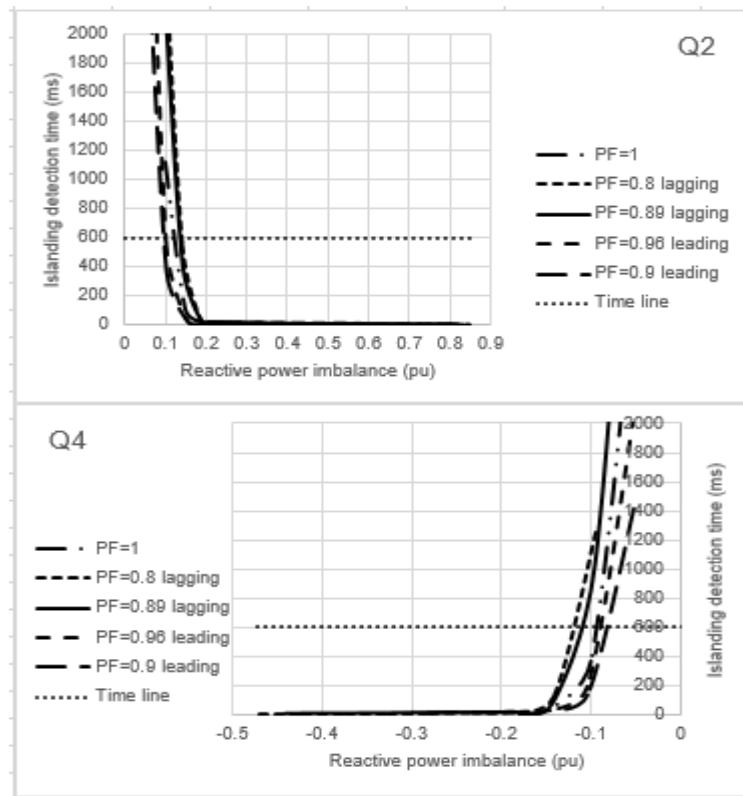 Q2
Islanding detection time (ms)
2000
1800
1600
1400
1200
1000
800
600
400
200
0
0 0.1 0.2 0.3 0.4 0.5 0.6 0.7 0.8 0.9
Reactive power imbalance (pu)
PF=1
PF=0.8 lagging
PF=0.89 lagging
PF=0.96 leading
PF=0.9 leading
Time line
Q4
PF=1
PF=0.8 lagging
PF=0.89 lagging
PF=0.96 leading
PF=0.9 leading
Time line
2000
1800
1600
1400
1200
1000
800
600
400
200
0
Islanding detection time (ms)
-0.5 -0.4 -0.3 -0.2 -0.1 0
Reactive power imbalance (pu)